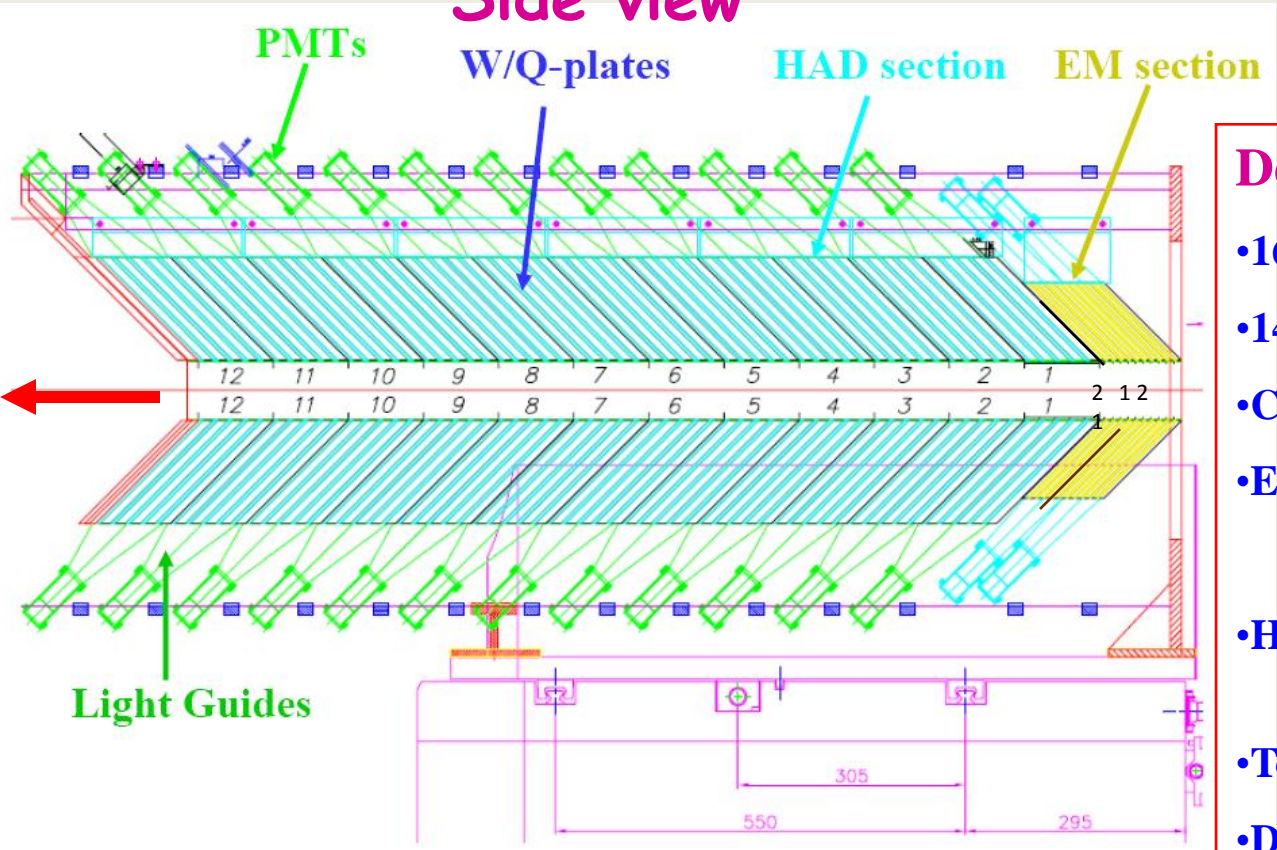 Side view
PMTs
W/Q-plates
HAD section
EM section
12 11 10 9 8 7 6 5 4 3 2 1
12 11 10 9 8 7 6 5 4 3 2 1
2 1 2
1
Light Guides
305
550
295
•16
•14
•C
•E
•H
•D